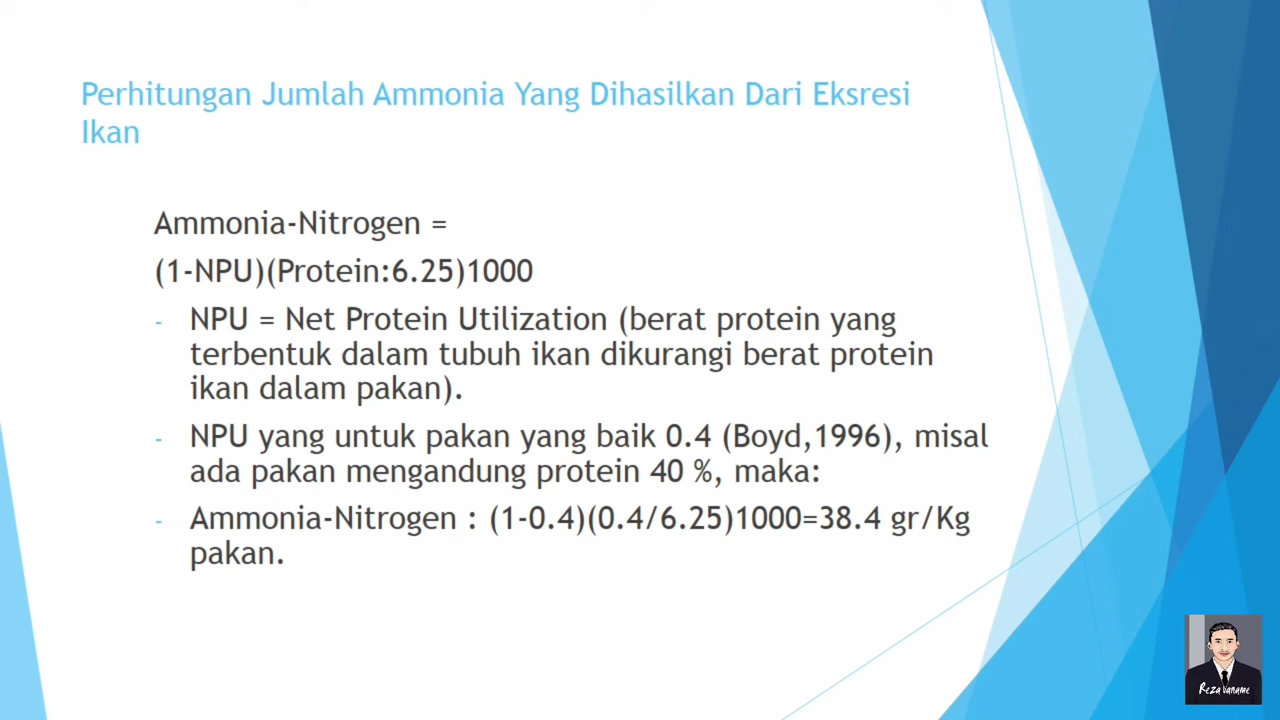 Perhitungan Jumlah Ammonia Yang Dihasilkan Dari Eksresi
Ikan
Ammonia-Nitrogen =
(1-NPU)(Protein:6.25)1000
- NPU = Net Protein Utilization (berat protein yang
terbentuk dalam tubuh ikan dikurangi berat protein
ikan dalam pakan).
- NPU yang untuk pakan yang baik 0.4 (Boyd,1996), misal
ada pakan mengandung protein 40 %, maka:
- Ammonia-Nitrogen : (1-0.4)(0.4/6.25)1000=38.4 gr/Kg
pakan.
Reza Vaname